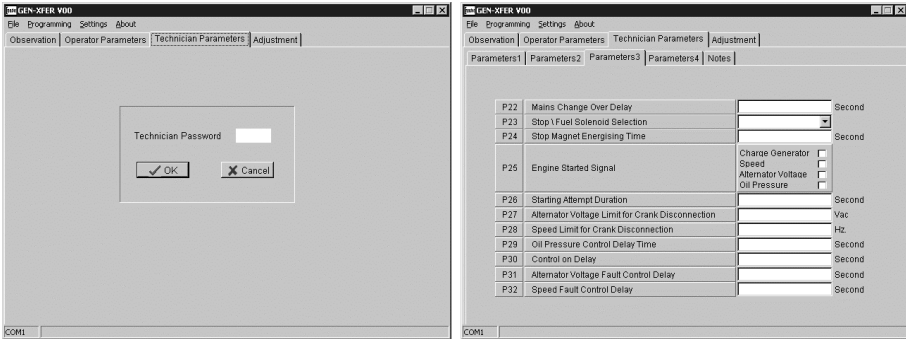 GEN-XFER V00
File Programming Settings About
Observation Operator Parameters Technician Parameters Adjustment
Technician Password
OK Cancel
COM1
GEN-XFER V00
File Programming Settings About
Observation Operator Parameters Technician Parameters Adjustment
Parameters1 Parameters2 Parameters3 Parameters4 Notes
P22 Mains Change Over Delay Second
P23 Stop \ Fuel Solenoid Selection
P24 Stop Magnet Energising Time Second
P25 Engine Started Signal
Charge Generator
Speed
Alternator Voltage
Oil Pressure
P26 Starting Attempt Duration Second
P27 Alternator Voltage Limit for Crank Disconnection Vac
P28 Speed Limit for Crank Disconnection Hz.
P29 Oil Pressure Control Delay Time Second
P30 Control on Delay Second
P31 Alternator Voltage Fault Control Delay Second
P32 Speed Fault Control Delay Second
COM1